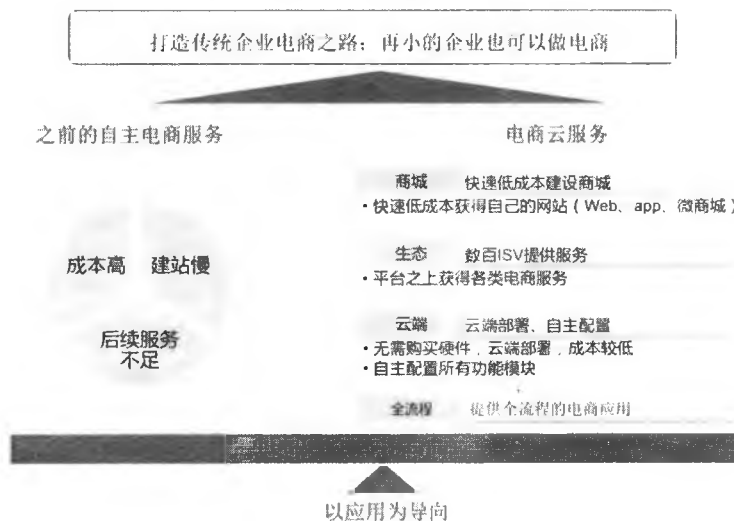 打造传统企业电商之路：再小的企业也可以做电商
之前的自主电商服务
成本高 建站慢
后续服务
不足
电商云服务
商城 快速低成本建设商城
• 快速低成本获得自己的网站（Web、app、微商城）
生态 数百ISV提供服务
• 平台之上获得各类电商服务
云端 云端部署、自主配置
• 无需购买硬件，云端部署，成本较低
• 自主配置所有功能模块
全流程 提供全流程的电商应用
以应用为导向